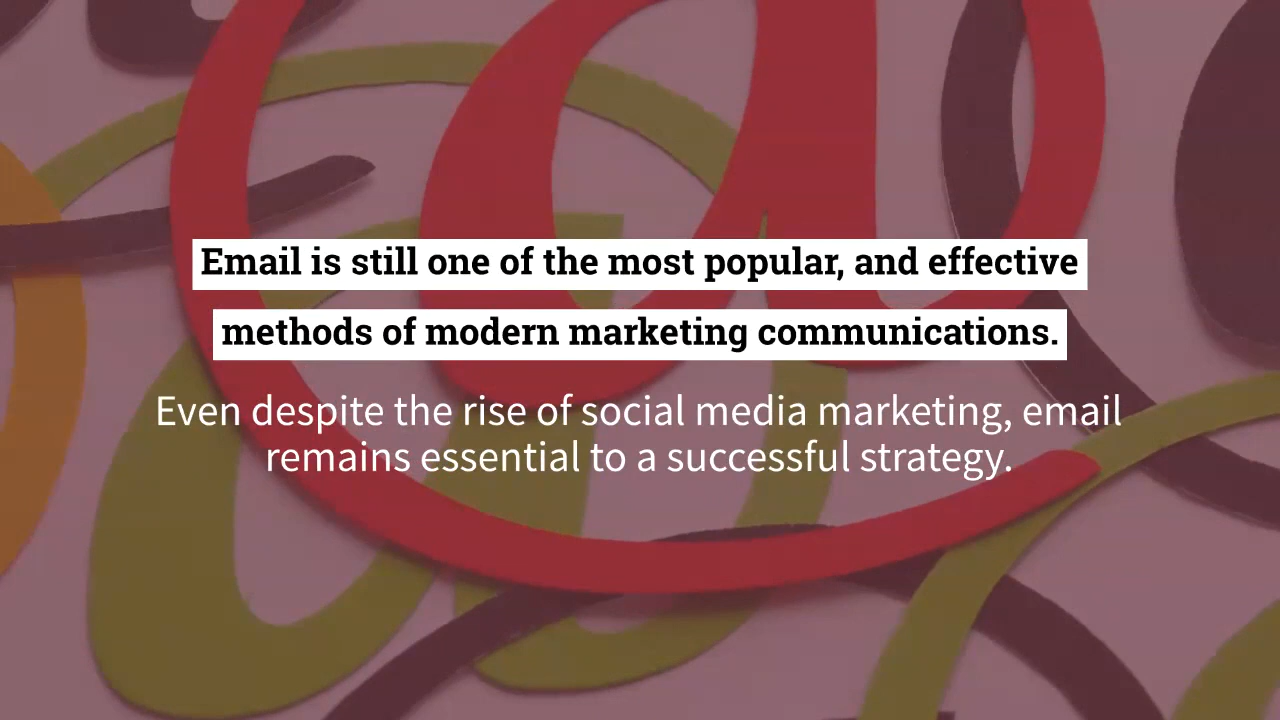 Email is still one of the most popular, and effective
methods of modern marketing communications.
Even despite the rise of social media marketing, email
remains essential to a successful strategy.